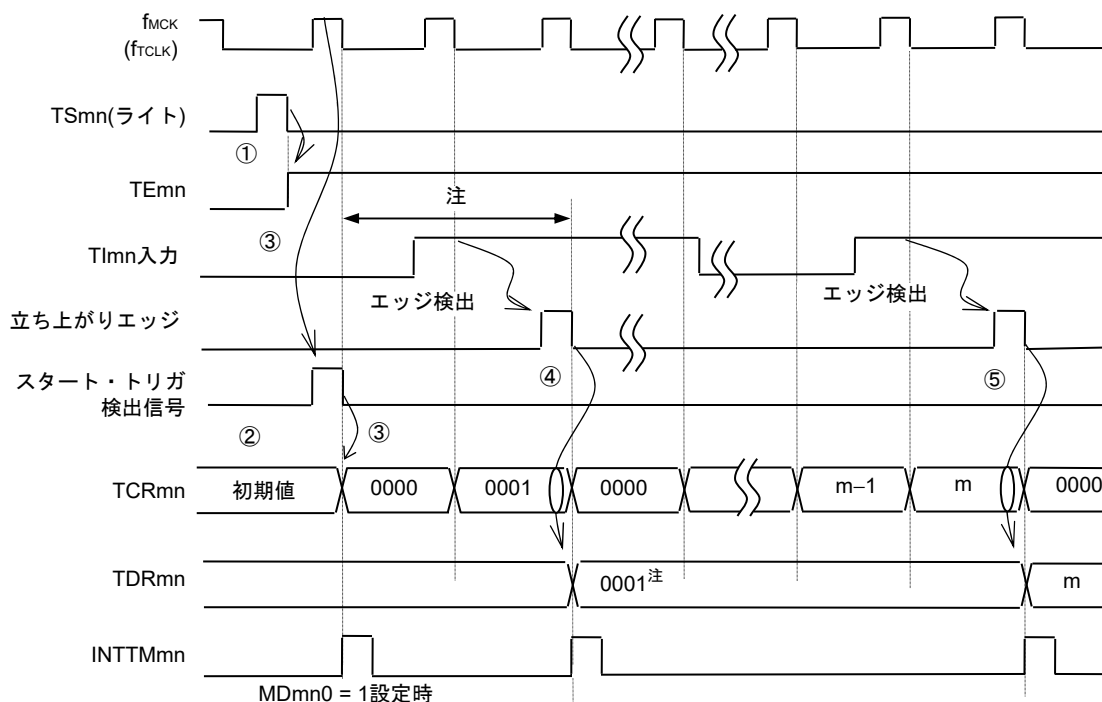 fMCK
(fTCLK)
TSmn(ライト)
①
TEmn
注
③
TImn入力
エッジ検出
エッジ検出
立ち上がりエッジ
④
⑤
スタート・トリガ
検出信号
②
③
TCRmn
初期値
0000
0001
0000
m−1
m
0000
TDRmn
0001注
m
INTTMmn
MDmn0 = 1設定時